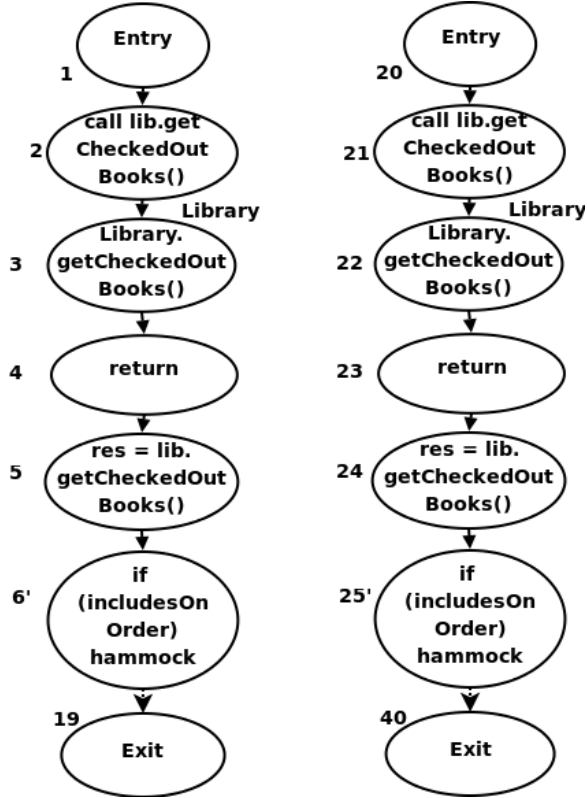 Entry
1
call lib.get
2
CheckedOut
Books()
Library
Library.
3
getCheckedOut
Books()
4
return
res = lib.
5
getCheckedOut
Books()
if
6'
(includesOn
Order)
hammock
19
Exit
Entry
20
call lib.get
21
CheckedOut
Books()
Library
Library.
22
getCheckedOut
Books()
23
return
res = lib.
24
getCheckedOut
Books()
if
25'
(includesOn
Order)
hammock
40
Exit